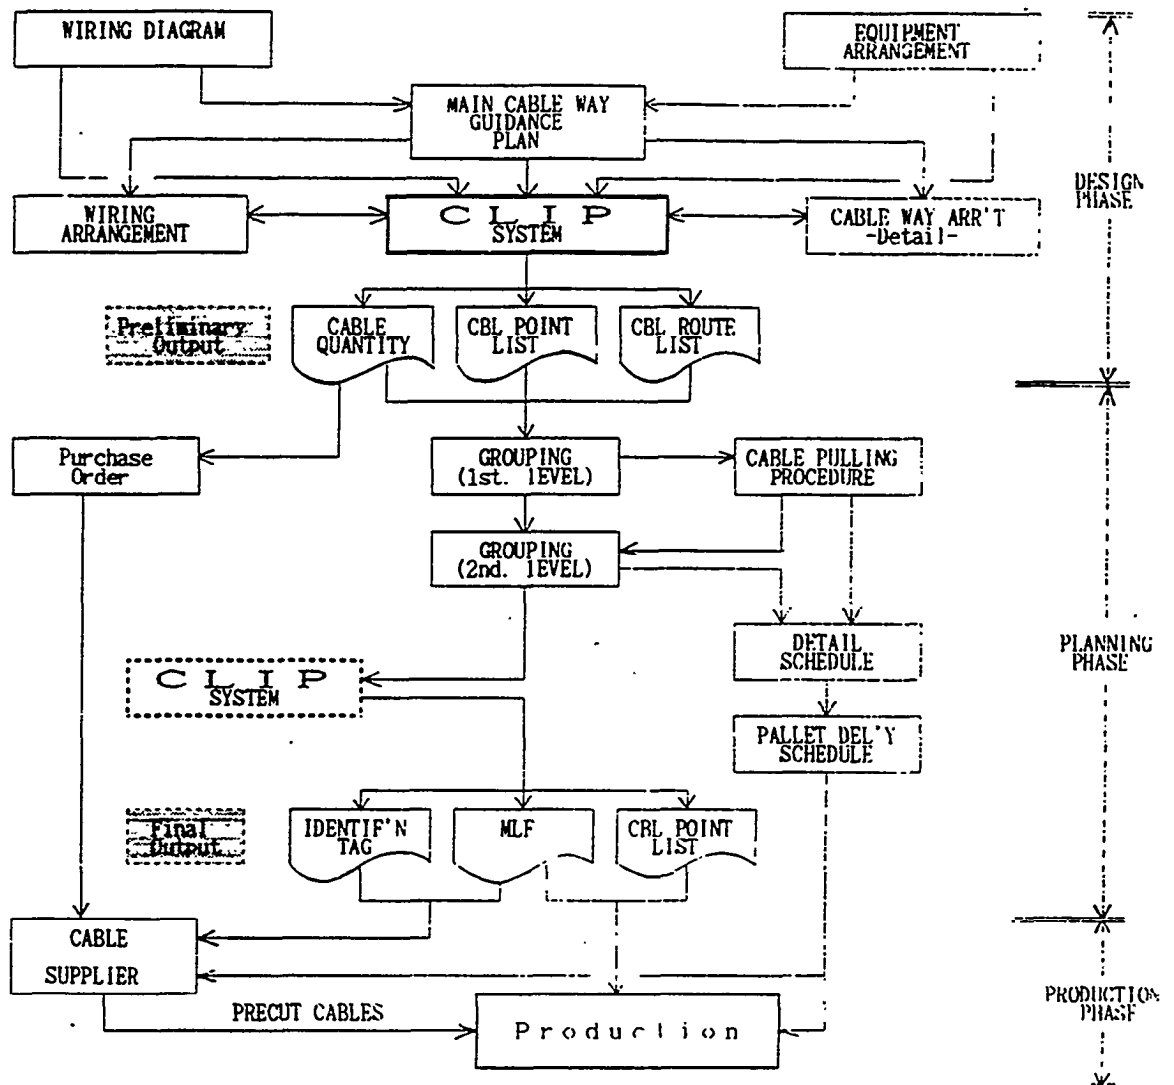 WIRING DIAGRAM
EQUIPMENT
ARRANGEMENT
MAIN CABLE WAY
GUIDANCE
PLAN
DESIGN
PHASE
WIRING
ARRANGEMENT
CLIP
SYSTEM
CABLE WAY ARR'T
-Detail-
Preliminary
Output
CABLE
QUANTITY
CBL POINT
LIST
CBL ROUTE
LIST
Purchase
Order
GROUPING
(1st. lEVEL)
CABLE PULLING
PROCEDURE
GROUPING
(2nd. lEVEL)
DETAIL
SCHEDULE
PLANNING
PHASE
CLIP
SYSTEM
PALLET DEL'Y
SCHEDULE
Final
Output
IDENTIF'N
TAG
MLF
CBL POINT
LIST
CABLE
SUPPLIER
PRECUT CABLES
Production
PRODUCTION
PHASE